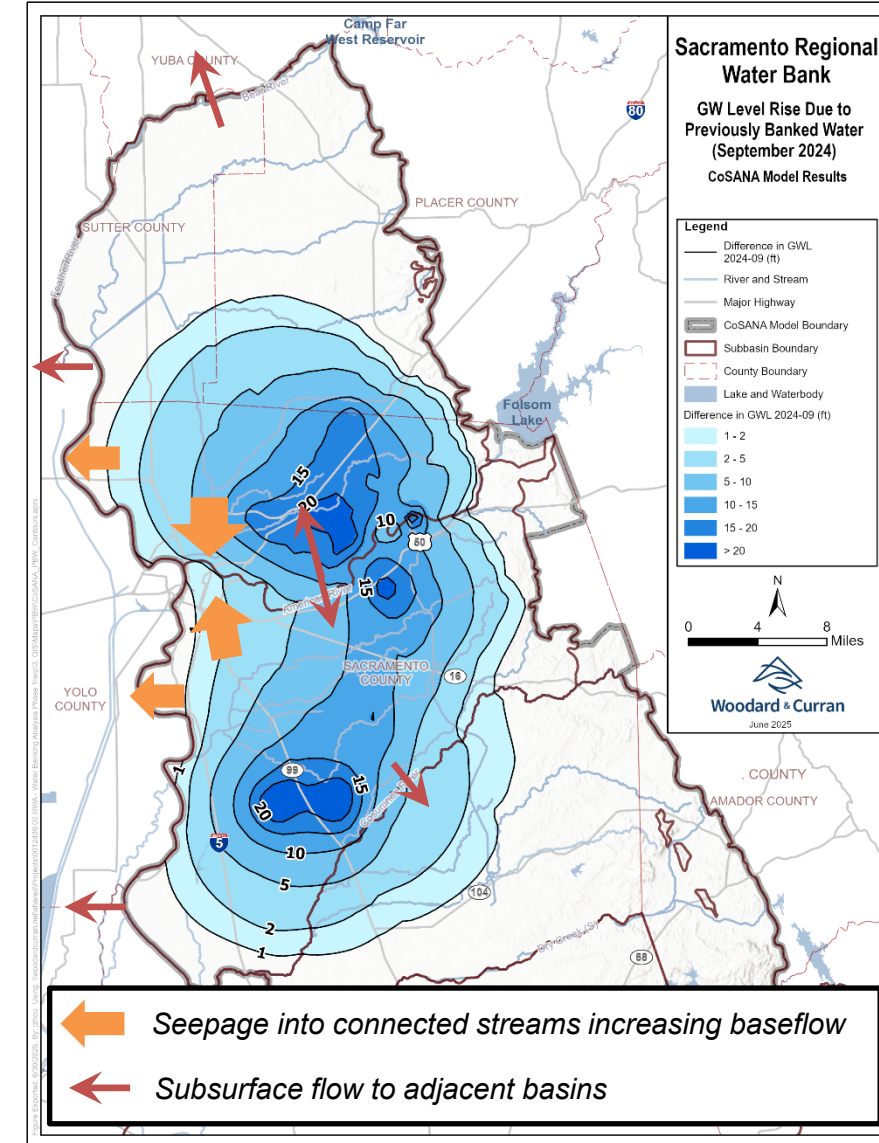 Camp Far
West Reservoir
YUBA COUNTY
Bear River
80
PLACER COUNTY
SUTTER COUNTY
Feather River
Folsom
Lake
15
20
10
50
15
American River
SACRAMENTO
COUNTY
16
YOLO
COUNTY
1
99
15
20
Cosumnes River
10
5
5
2
1
104
Dry Creek (S)
88
COUNTY
AMADOR COUNTY
Sacramento Regional
Water Bank
GW Level Rise Due to
Previously Banked Water
(September 2024)
CoSANA Model Results
Legend
Difference in GWL
2024-09 (ft)
River and Stream
Major Highway
CoSANA Model Boundary
Subbasin Boundary
County Boundary
Lake and Waterbody
Difference in GWL 2024-09 (ft)
1 - 2
2 - 5
5 - 10
10 - 15
15 - 20
> 20
N
0 4 8
Miles
Woodard & Curran
June 2025
Seepage into connected streams increasing baseflow
Subsurface flow to adjacent basins